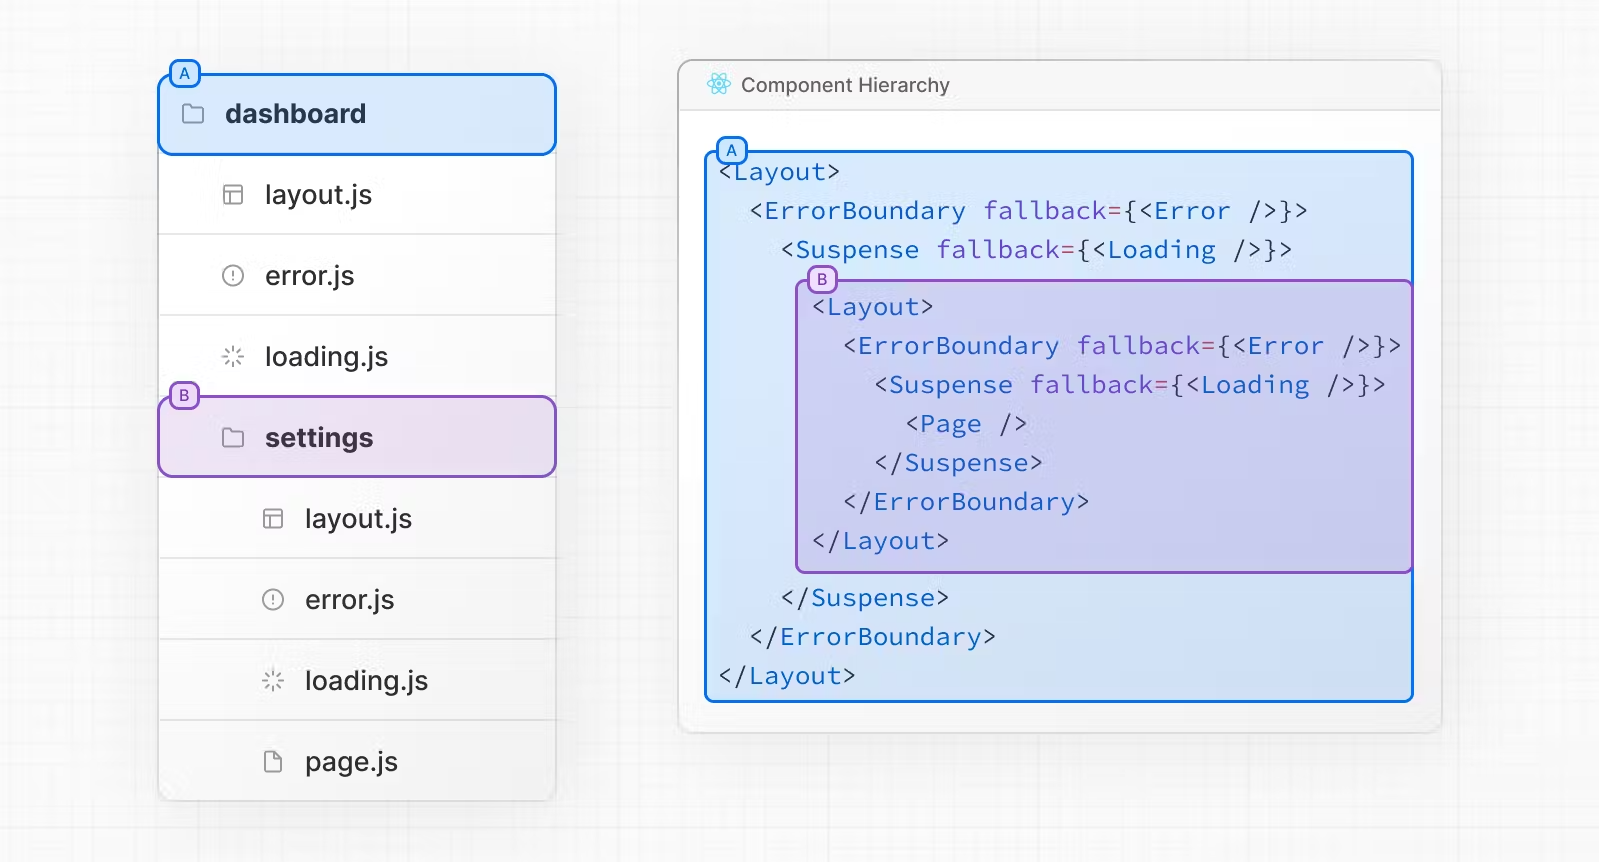 A
dashboard
layout.js
error.js
loading.js
B
settings
layout.js
error.js
loading.js
page.js
Component Hierarchy
A
<Layout>
<ErrorBoundary fallback={<Error />}>
<Suspense fallback={<Loading />}>
B
<Layout>
<ErrorBoundary fallback={<Error />}>
<Suspense fallback={<Loading />}>
<Page />
</Suspense>
</ErrorBoundary>
</Layout>
</Suspense>
</ErrorBoundary>
</Layout>